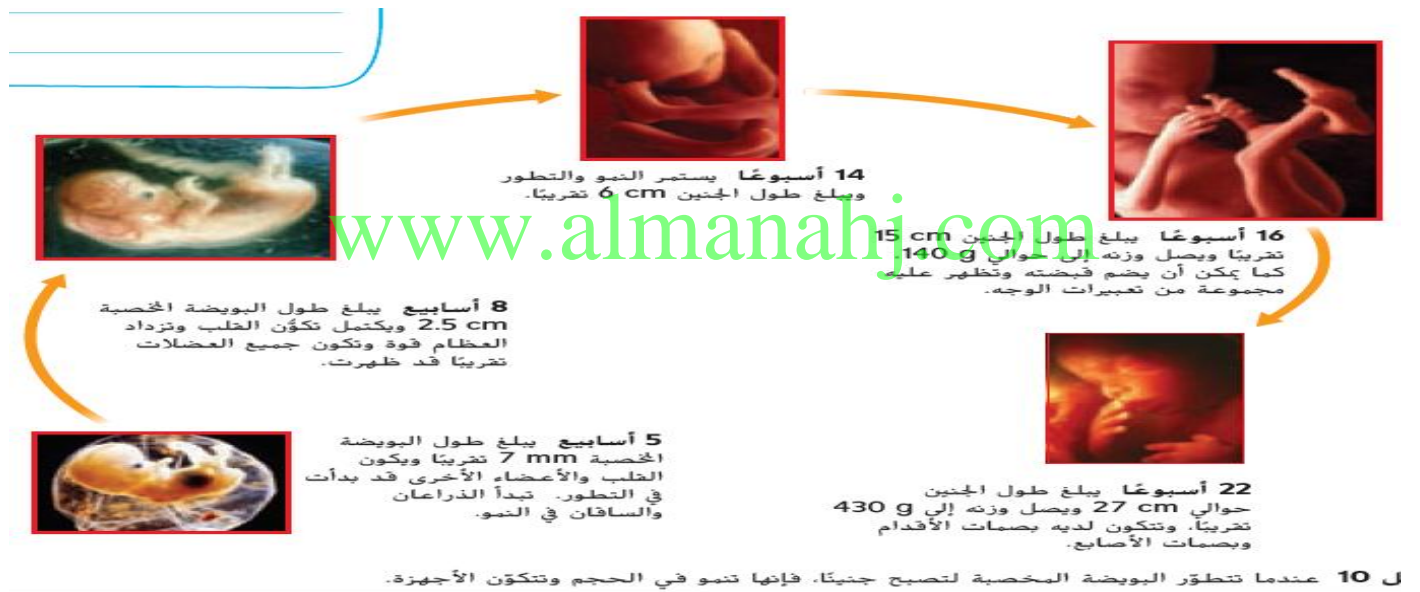 14 أسبوعًا يستمر النمو والتطور
ويبلغ طول الجنين 6 cm تقريبًا.
www.almanahj.com
16 أسبوعًا يبلغ طول الجنين 15 cm
تقريبًا ويصل وزنه إلى حوالي 140 g.
كما يمكن أن يضم قبضته وتظهر عليه
مجموعة من تعبيرات الوجه.
8 أسابيع يبلغ طول البويضة المخصبة
2.5 cm ويكتمل تكوُّن القلب وتزداد
العظام قوة وتكون جميع العضلات
تقريبًا قد ظهرت.
5 أسابيع يبلغ طول البويضة
المخصبة 7 mm تقريبًا ويكون
القلب والأعضاء الأخرى قد بدأت
في التطور. تبدأ الذراعان
والساقان في النمو.
22 أسبوعًا يبلغ طول الجنين
حوالي 27 cm ويصل وزنه إلى 430 g
تقريبًا، وتتكون لديه بصمات الأقدام
وبصمات الأصابع.
10 عندما تتطوّر البويضة المخصبة لتصبح جنينًا، فإنها تنمو في الحجم وتتكوّن الأجهزة.